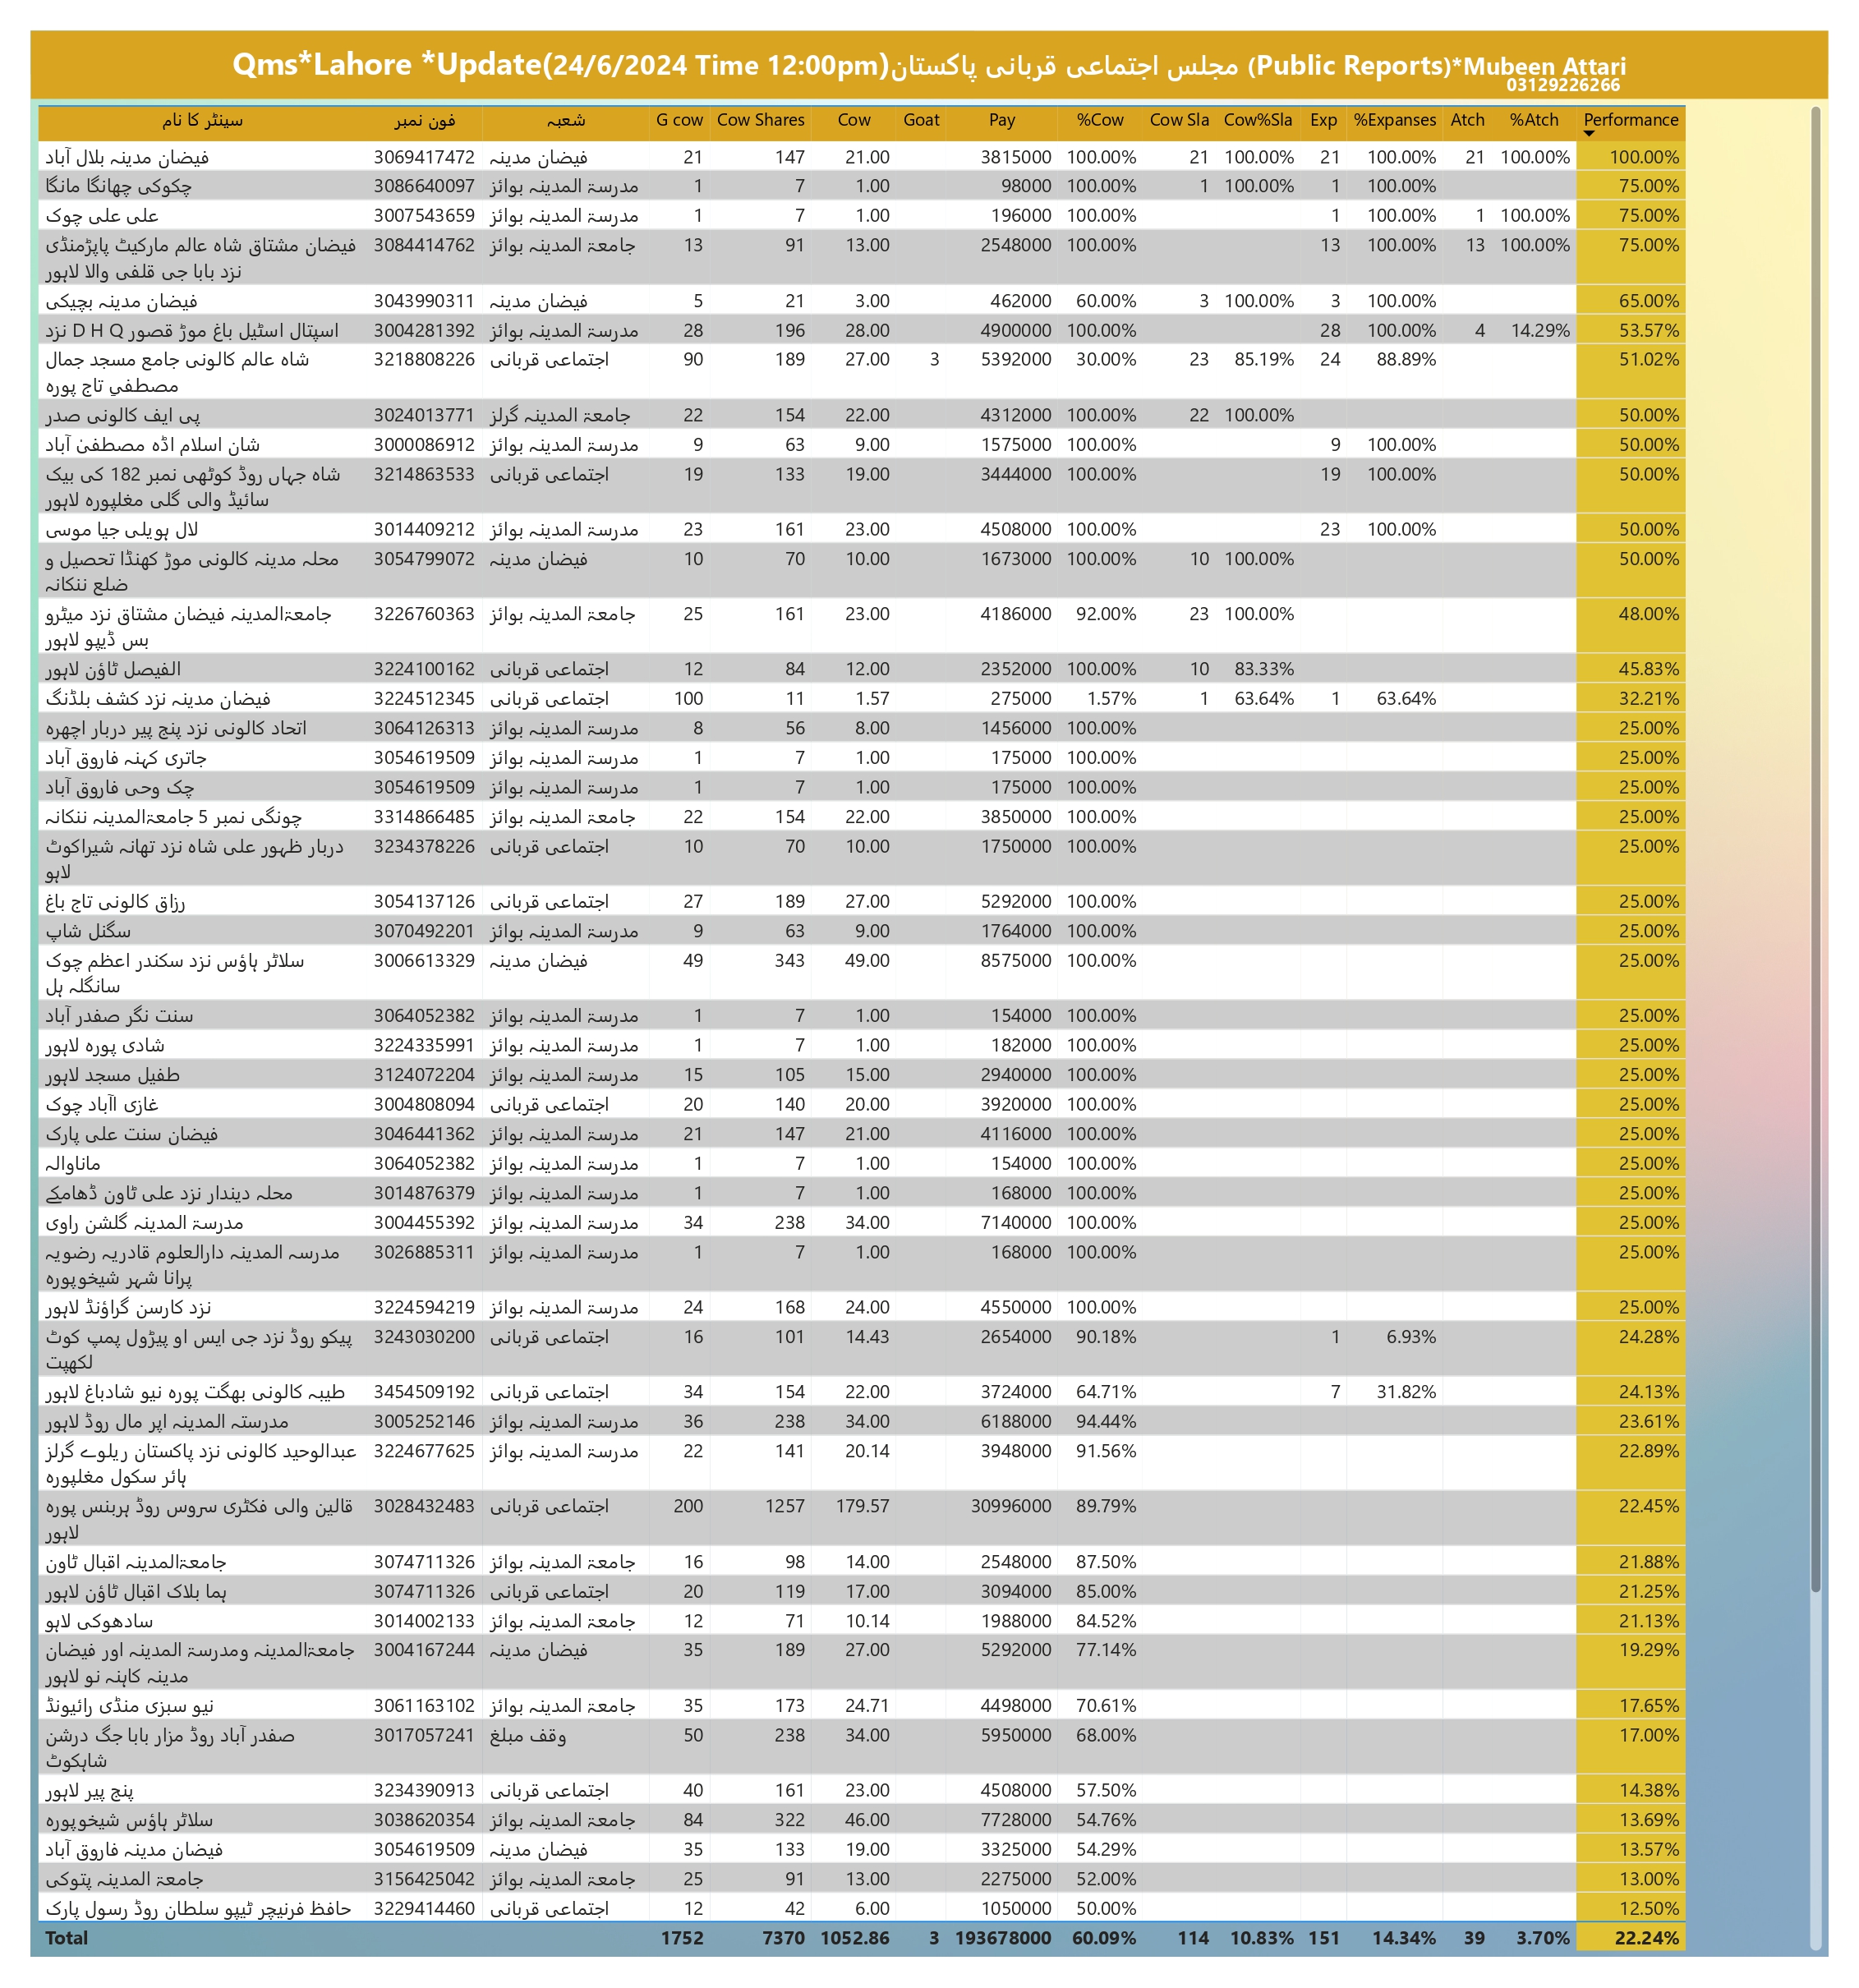 Qms*Lahore *Update(24/6/2024 Time 12:00pm)مجلس اجتماعی قربانی پاکستان (Public Reports)*Mubeen Attari
03129226266
سینٹر کا نام فون نمبر شعبہ G cow Cow Shares Cow Goat Pay %Cow Cow Sla Cow%Sla Exp %Expanses Atch %Atch Performance
فیضان مدینہ بلال آباد 3069417472 فیضان مدینہ 21 147 21.00 3815000 100.00% 21 100.00% 21 100.00% 21 100.00% 100.00%
چکوکی چھانگا مانگا 3086640097 مدرسۃ المدینہ بوائز 1 7 1.00 98000 100.00% 1 100.00% 1 100.00% 75.00%
علی علی چوک 3007543659 مدرسۃ المدینہ بوائز 1 7 1.00 196000 100.00% 1 100.00% 1 100.00% 75.00%
فیضان مشتاق شاہ عالم مارکیٹ پاپڑمنڈی 3084414762 جامعۃ المدینہ بوائز 13 91 13.00 2548000 100.00% 13 100.00% 13 100.00% 75.00%
نزد بابا جی قلفی والا لاہور
فیضان مدینہ بچیکی 3043990311 فیضان مدینہ 5 21 3.00 462000 60.00% 3 100.00% 3 100.00% 65.00%
نزد D H Q اسپتال اسٹیل باغ موڑ قصور 3004281392 مدرسۃ المدینہ بوائز 28 196 28.00 4900000 100.00% 28 100.00% 4 14.29% 53.57%
شاہ عالم کالونی جامع مسجد جمال 3218808226 اجتماعی قربانی 90 189 27.00 3 5392000 30.00% 23 85.19% 24 88.89% 51.02%
مصطفیٰ تاج پورہ
پی ایف کالونی صدر 3024013771 جامعۃ المدینہ گرلز 22 154 22.00 4312000 100.00% 22 100.00% 50.00%
شان اسلام اڈہ مصطفیٰ آباد 3000086912 مدرسۃ المدینہ بوائز 9 63 9.00 1575000 100.00% 9 100.00% 50.00%
شاہ جہاں روڈ کوٹھی نمبر 182 کی بیک 3214863533 اجتماعی قربانی 19 133 19.00 3444000 100.00% 19 100.00% 50.00%
سائیڈ والی گلی مغلپورہ لاہور
لال ہویلی جیا موسی 3014409212 مدرسۃ المدینہ بوائز 23 161 23.00 4508000 100.00% 23 100.00% 50.00%
محلہ مدینہ کالونی موڑ کھنڈا تحصیل و 3054799072 فیضان مدینہ 10 70 10.00 1673000 100.00% 10 100.00% 50.00%
ضلع ننکانہ
جامعۃالمدینہ فیضان مشتاق نزد میٹرو 3226760363 جامعۃ المدینہ بوائز 25 161 23.00 4186000 92.00% 23 100.00% 48.00%
بس ڈیپو لاہور
الفیصل ٹاؤن لاہور 3224100162 اجتماعی قربانی 12 84 12.00 2352000 100.00% 10 83.33% 45.83%
فیضان مدینہ نزد کشف بلڈنگ 3224512345 اجتماعی قربانی 100 11 1.57 275000 1.57% 1 63.64% 1 63.64% 32.21%
اتحاد کالونی نزد پنج پیر دربار اچھرہ 3064126313 مدرسۃ المدینہ بوائز 8 56 8.00 1456000 100.00% 25.00%
جاتری کہنہ فاروق آباد 3054619509 مدرسۃ المدینہ بوائز 1 7 1.00 175000 100.00% 25.00%
چک وحی فاروق آباد 3054619509 مدرسۃ المدینہ بوائز 1 7 1.00 175000 100.00% 25.00%
چونگی نمبر 5 جامعۃالمدینہ ننکانہ 3314866485 جامعۃ المدینہ بوائز 22 154 22.00 3850000 100.00% 25.00%
دربار ظہور علی شاہ نزد تھانہ شیراکوٹ 3234378226 اجتماعی قربانی 10 70 10.00 1750000 100.00% 25.00%
لاہو
رزاق کالونی تاج باغ 3054137126 اجتماعی قربانی 27 189 27.00 5292000 100.00% 25.00%
سگنل شاپ 3070492201 مدرسۃ المدینہ بوائز 9 63 9.00 1764000 100.00% 25.00%
سلاٹر ہاؤس نزد سکندر اعظم چوک 3006613329 فیضان مدینہ 49 343 49.00 8575000 100.00% 25.00%
سانگلہ ہل
سنت نگر صفدر آباد 3064052382 مدرسۃ المدینہ بوائز 1 7 1.00 154000 100.00% 25.00%
شادی پورہ لاہور 3224335991 مدرسۃ المدینہ بوائز 1 7 1.00 182000 100.00% 25.00%
طفیل مسجد لاہور 3124072204 مدرسۃ المدینہ بوائز 15 105 15.00 2940000 100.00% 25.00%
غازی اآباد چوک 3004808094 اجتماعی قربانی 20 140 20.00 3920000 100.00% 25.00%
فیضان سنت علی پارک 3046441362 مدرسۃ المدینہ بوائز 21 147 21.00 4116000 100.00% 25.00%
ماناوالہ 3064052382 مدرسۃ المدینہ بوائز 1 7 1.00 154000 100.00% 25.00%
محلہ دیندار نزد علی ٹاون ڈھامکے 3014876379 مدرسۃ المدینہ بوائز 1 7 1.00 168000 100.00% 25.00%
مدرسۃ المدینہ گلشن راوی 3004455392 مدرسۃ المدینہ بوائز 34 238 34.00 7140000 100.00% 25.00%
مدرسہ المدینہ دارالعلوم قادریہ رضویہ 3026885311 مدرسۃ المدینہ بوائز 1 7 1.00 168000 100.00% 25.00%
پرانا شہر شیخوپورہ
نزد کارسن گراؤنڈ لاہور 3224594219 مدرسۃ المدینہ بوائز 24 168 24.00 4550000 100.00% 25.00%
پیکو روڈ نزد جی ایس او پیڑول پمپ کوٹ 3243030200 اجتماعی قربانی 16 101 14.43 2654000 90.18% 1 6.93% 24.28%
لکھپت
طیبہ کالونی بھگت پورہ نیو شادباغ لاہور 3454509192 اجتماعی قربانی 34 154 22.00 3724000 64.71% 7 31.82% 24.13%
مدرستہ المدینہ اپر مال روڈ لاہور 3005252146 مدرسۃ المدینہ بوائز 36 238 34.00 6188000 94.44% 23.61%
عبدالوحید کالونی نزد پاکستان ریلوے گرلز 3224677625 مدرسۃ المدینہ بوائز 22 141 20.14 3948000 91.56% 22.89%
ہائر سکول مغلپورہ
قالین والی فکٹری سروس روڈ ہربنس پورہ 3028432483 اجتماعی قربانی 200 1257 179.57 30996000 89.79% 22.45%
لاہور
جامعۃالمدینہ اقبال ٹاون 3074711326 جامعۃ المدینہ بوائز 16 98 14.00 2548000 87.50% 21.88%
ہما بلاک اقبال ٹاؤن لاہور 3074711326 اجتماعی قربانی 20 119 17.00 3094000 85.00% 21.25%
سادھوکی لاہو 3014002133 جامعۃ المدینہ بوائز 12 71 10.14 1988000 84.52% 21.13%
جامعۃالمدینہ ومدرسۃ المدینہ اور فیضان 3004167244 فیضان مدینہ 35 189 27.00 5292000 77.14% 19.29%
مدینہ کاہنہ نو لاہور
نیو سبزی منڈی رائیونڈ 3061163102 جامعۃ المدینہ بوائز 35 173 24.71 4498000 70.61% 17.65%
صفدر آباد روڈ مزار بابا جگ درشن 3017057241 وقف مبلغ 50 238 34.00 5950000 68.00% 17.00%
شاہکوٹ
پنج پیر لاہور 3234390913 اجتماعی قربانی 40 161 23.00 4508000 57.50% 14.38%
سلاٹر ہاؤس شیخوپورہ 3038620354 جامعۃ المدینہ بوائز 84 322 46.00 7728000 54.76% 13.69%
فیضان مدینہ فاروق آباد 3054619509 فیضان مدینہ 35 133 19.00 3325000 54.29% 13.57%
جامعۃ المدینہ پتوکی 3156425042 جامعۃ المدینہ بوائز 25 91 13.00 2275000 52.00% 13.00%
حافظ فرنیچر ٹیپو سلطان روڈ رسول پارک 3229414460 اجتماعی قربانی 12 42 6.00 1050000 50.00% 12.50%
Total 1752 7370 1052.86 3 193678000 60.09% 114 10.83% 151 14.34% 39 3.70% 22.24%